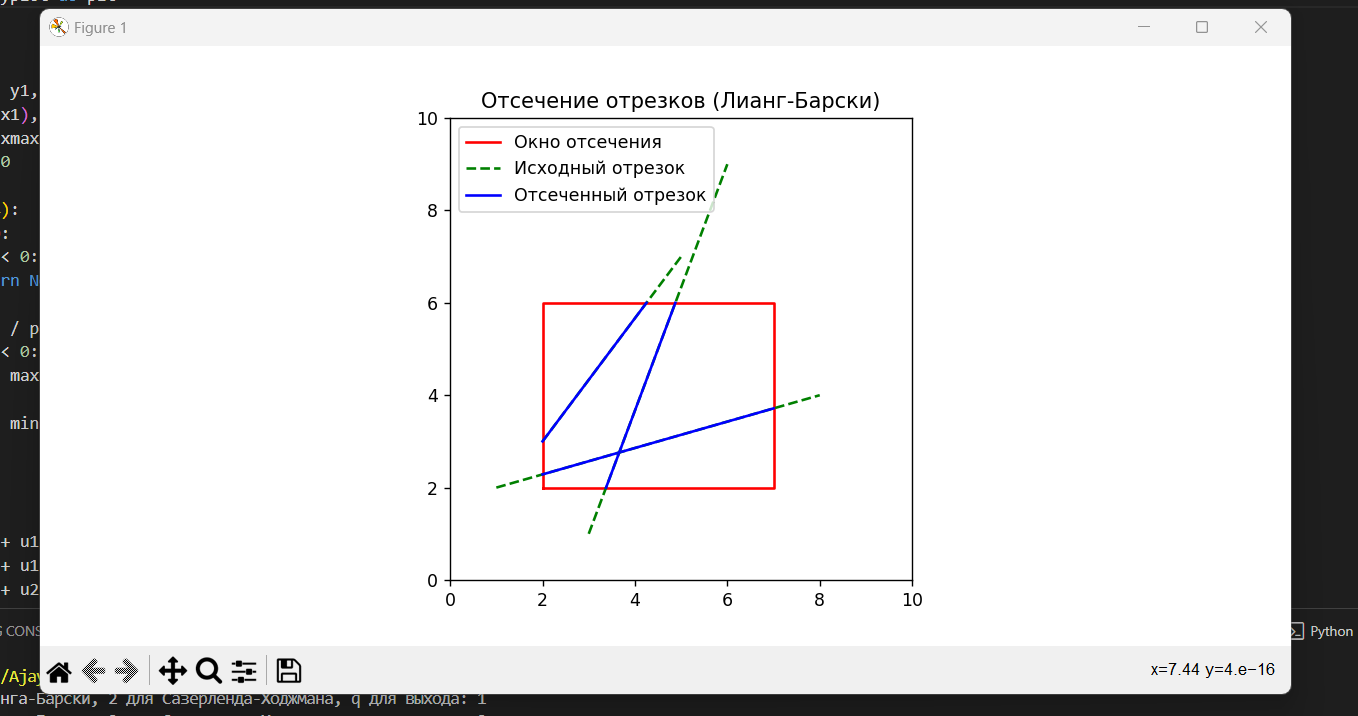 Figure 1
y1,
x1),
xmax
0
):
:
< 0:
rn N
/ p
< 0:
max
min
+ u1
+ u1
+ u2
Отсечение отрезков (Лианг-Барски)
Окно отсечения
Исходный отрезок
Отсеченный отрезок
10
8
6
4
2
0
0 2 4 6 8 10
CONS
Python
x=7.44 y=4.e−16
/Ajay
нга-Барски, 2 для Сазерленда-Ходжмана, q для выхода: 1